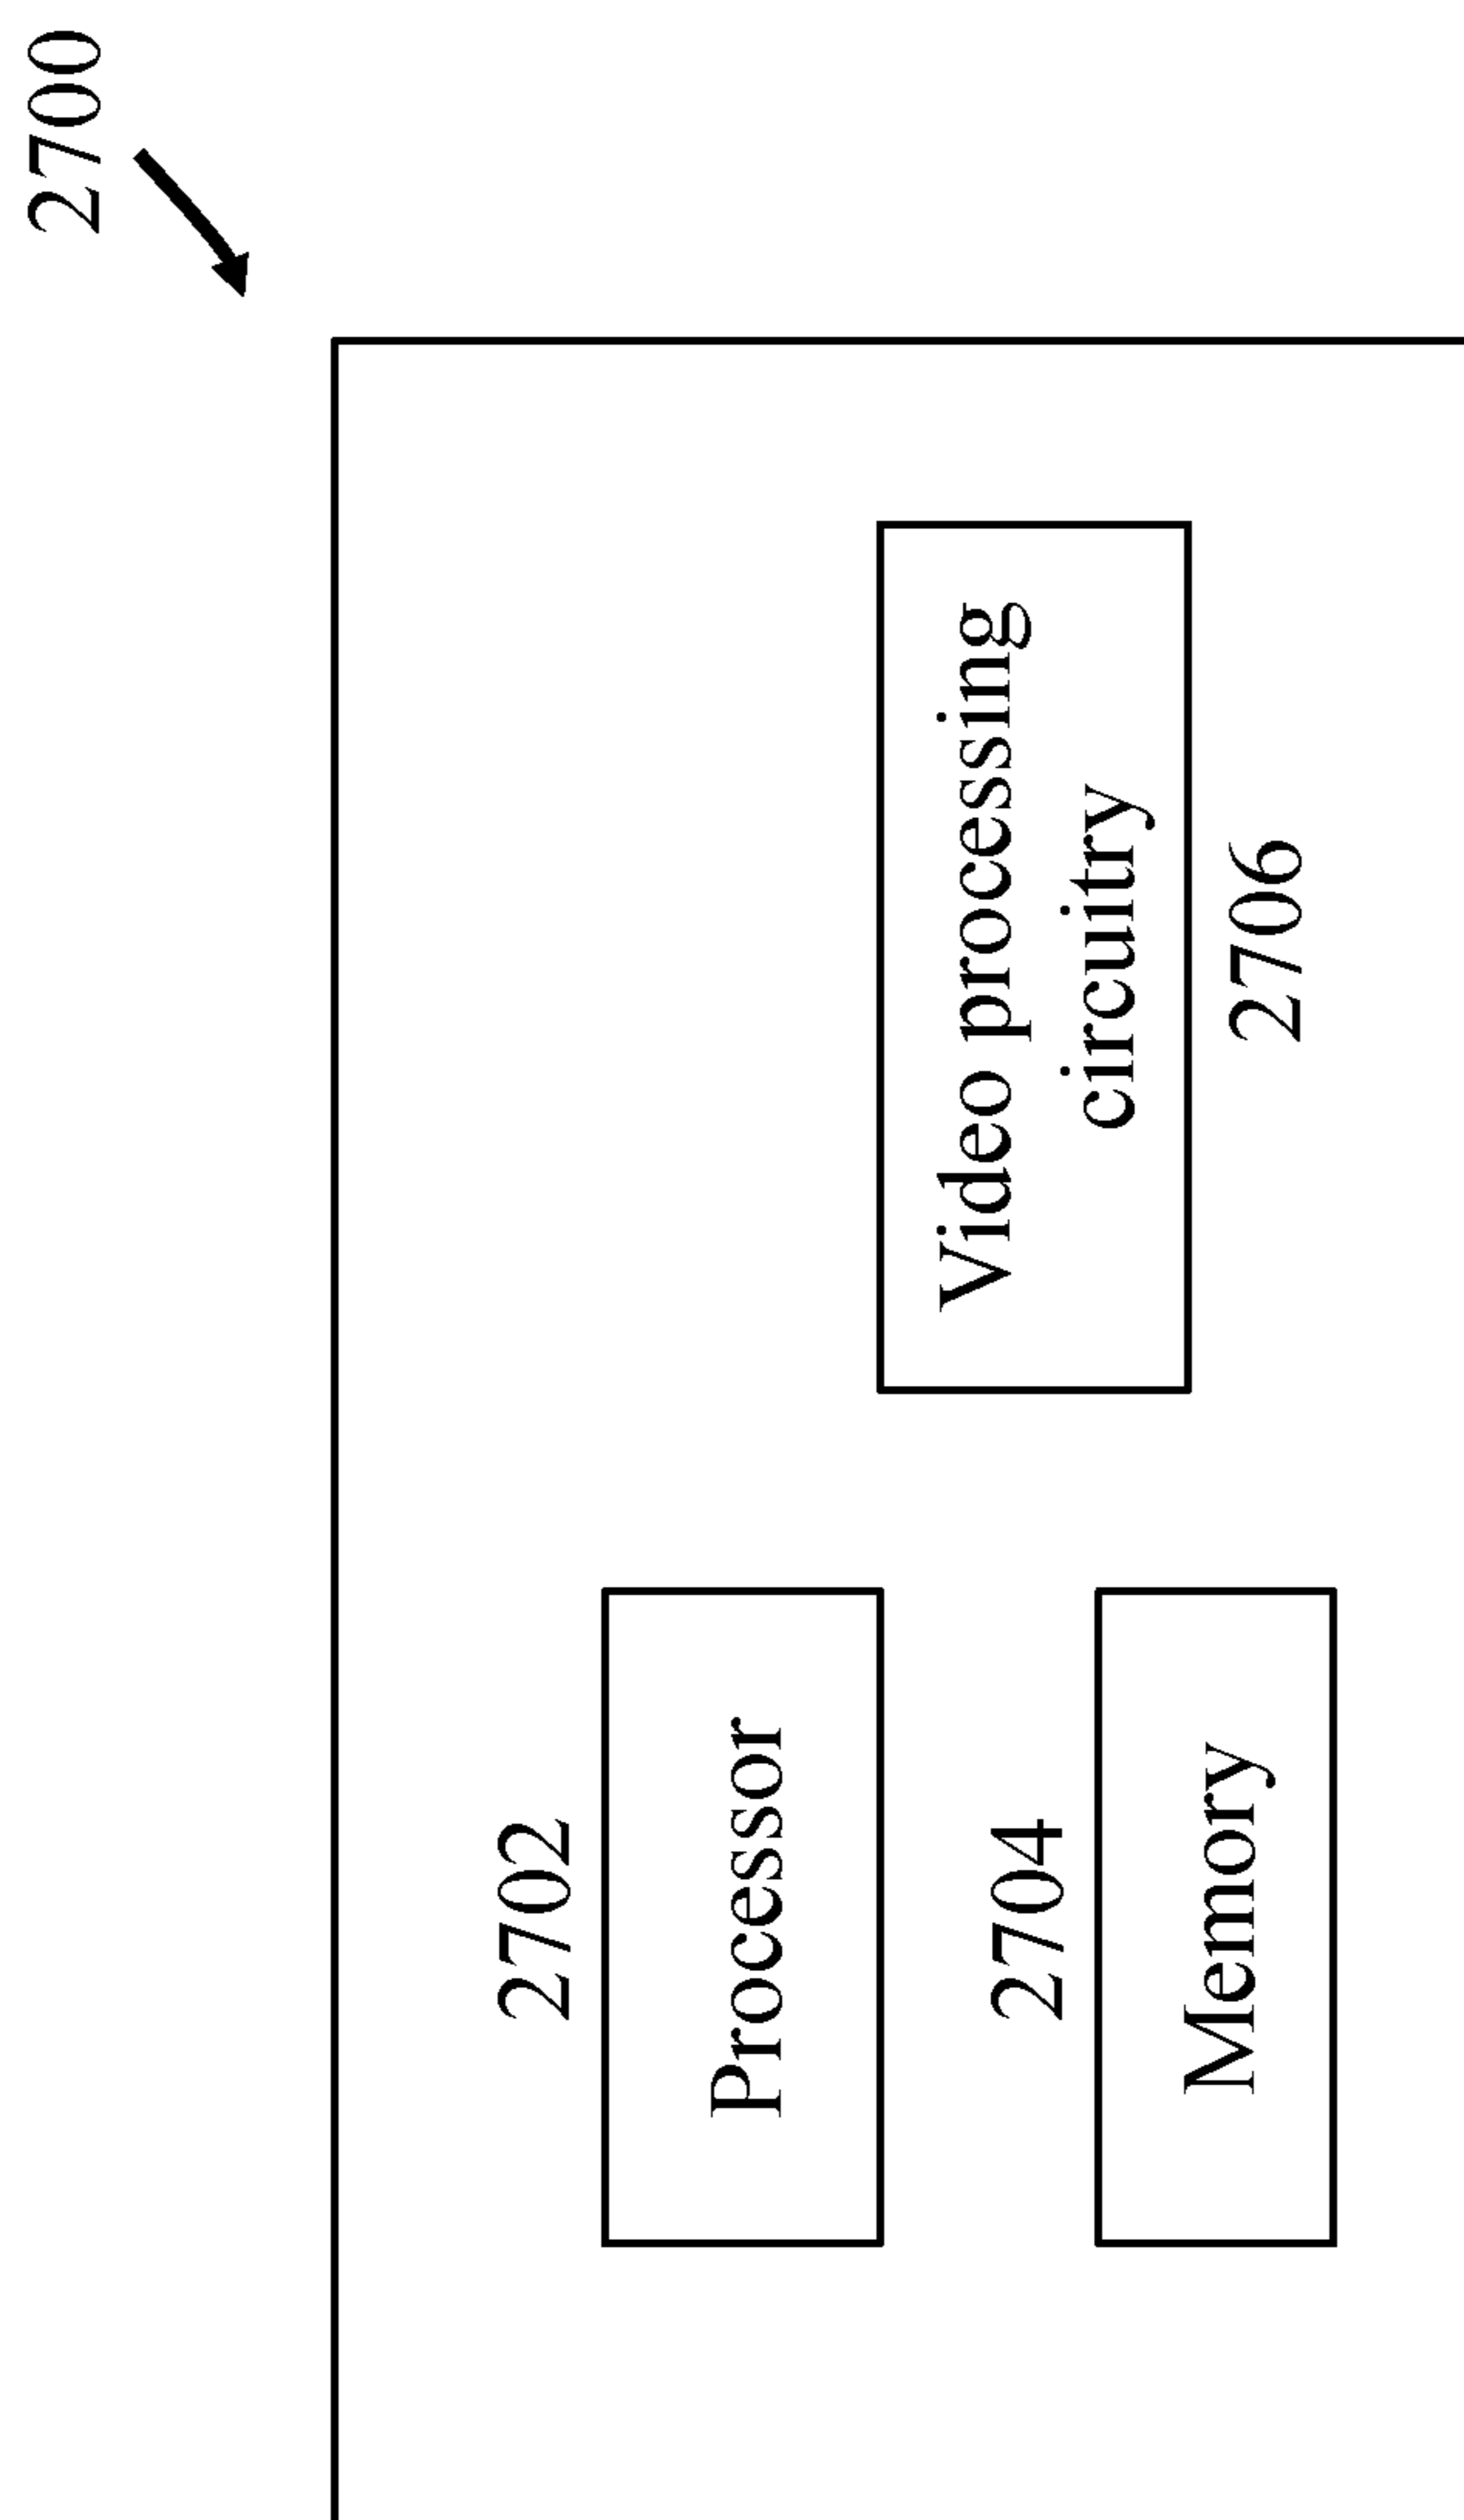 2700
2702
Processor
2704
Memory
Video processing
circuitry
2706